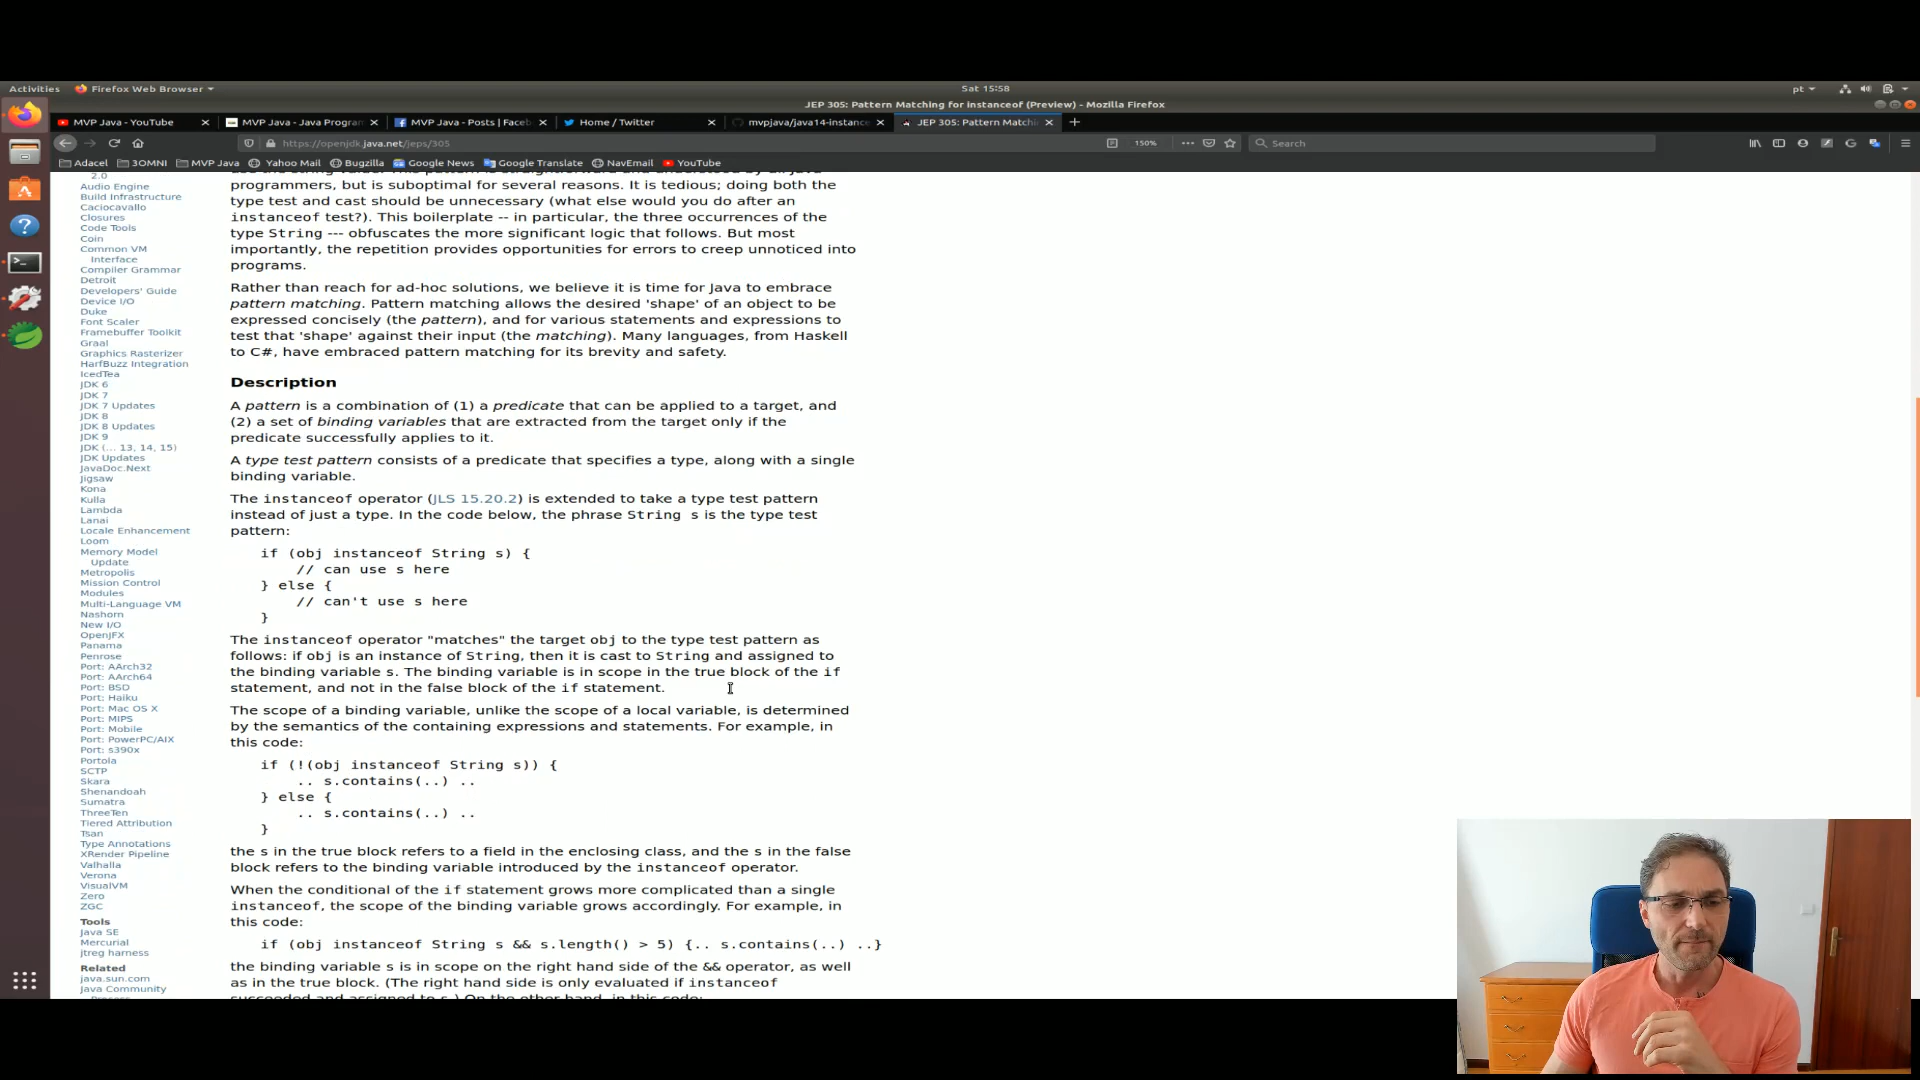 Activities
Firefox Web Browser
Sat 15:58
pt
JEP 305: Pattern Matching for instanceof (Preview) - Mozilla Firefox
MVP Java - YouTube
MVP Java - Java Program
MVP Java - Posts | Faceb
Home / Twitter
mvpjava/java14-instance
JEP 305: Pattern Matchi
https://openjdk.java.net/jeps/305
150%
Search
Adacel
3OMNI
MVP Java
Yahoo Mail
Bugzilla
Google News
Google Translate
NavEmail
YouTube
2.0
Audio Engine
Build Infrastructure
Caciocavallo
Closures
Code Tools
Coin
Common VM
Interface
Compiler Grammar
Detroit
Developers' Guide
Device I/O
Duke
Font Scaler
Framebuffer Toolkit
Graal
Graphics Rasterizer
HarfBuzz Integration
IcedTea
JDK 6
JDK 7
JDK 7 Updates
JDK 8
JDK 8 Updates
JDK 9
JDK (... 13, 14, 15)
JDK Updates
JavaDoc.Next
Jigsaw
Kona
Kulla
Lambda
Lanai
Locale Enhancement
Loom
Memory Model
Update
Metropolis
Mission Control
Modules
Multi-Language VM
Nashorn
New I/O
OpenJFX
Panama
Penrose
Port: AArch32
Port: AArch64
Port: BSD
Port: Haiku
Port: Mac OS X
Port: MIPS
Port: Mobile
Port: PowerPC/AIX
Port: s390x
Portola
SCTP
Skara
Shenandoah
Sumatra
ThreeTen
Tiered Attribution
Tsan
Type Annotations
XRender Pipeline
Valhalla
Verona
VisualVM
Zero
ZGC
Tools
Java SE
Mercurial
jtreg harness
Related
java.sun.com
Java Community
programmers, but is suboptimal for several reasons. It is tedious; doing both the
type test and cast should be unnecessary (what else would you do after an
instanceof test?). This boilerplate -- in particular, the three occurrences of the
type String --- obfuscates the more significant logic that follows. But most
importantly, the repetition provides opportunities for errors to creep unnoticed into
programs.
Rather than reach for ad-hoc solutions, we believe it is time for Java to embrace
pattern matching. Pattern matching allows the desired 'shape' of an object to be
expressed concisely (the pattern), and for various statements and expressions to
test that 'shape' against their input (the matching). Many languages, from Haskell
to C#, have embraced pattern matching for its brevity and safety.
Description
A pattern is a combination of (1) a predicate that can be applied to a target, and
(2) a set of binding variables that are extracted from the target only if the
predicate successfully applies to it.
A type test pattern consists of a predicate that specifies a type, along with a single
binding variable.
The instanceof operator (JLS 15.20.2) is extended to take a type test pattern
instead of just a type. In the code below, the phrase String s is the type test
pattern:
if (obj instanceof String s) {
// can use s here
} else {
// can't use s here
}
The instanceof operator "matches" the target obj to the type test pattern as
follows: if obj is an instance of String, then it is cast to String and assigned to
the binding variable s. The binding variable is in scope in the true block of the if
statement, and not in the false block of the if statement.
The scope of a binding variable, unlike the scope of a local variable, is determined
by the semantics of the containing expressions and statements. For example, in
this code:
if (!(obj instanceof String s)) {
.. s.contains(..) ..
} else {
.. s.contains(..) ..
}
the s in the true block refers to a field in the enclosing class, and the s in the false
block refers to the binding variable introduced by the instanceof operator.
When the conditional of the if statement grows more complicated than a single
instanceof, the scope of the binding variable grows accordingly. For example, in
this code:
if (obj instanceof String s && s.length() > 5) {.. s.contains(..) ..}
the binding variable s is in scope on the right hand side of the && operator, as well
as in the true block. (The right hand side is only evaluated if instanceof
succeeded and assigned to s.) On the other hand, in this code: